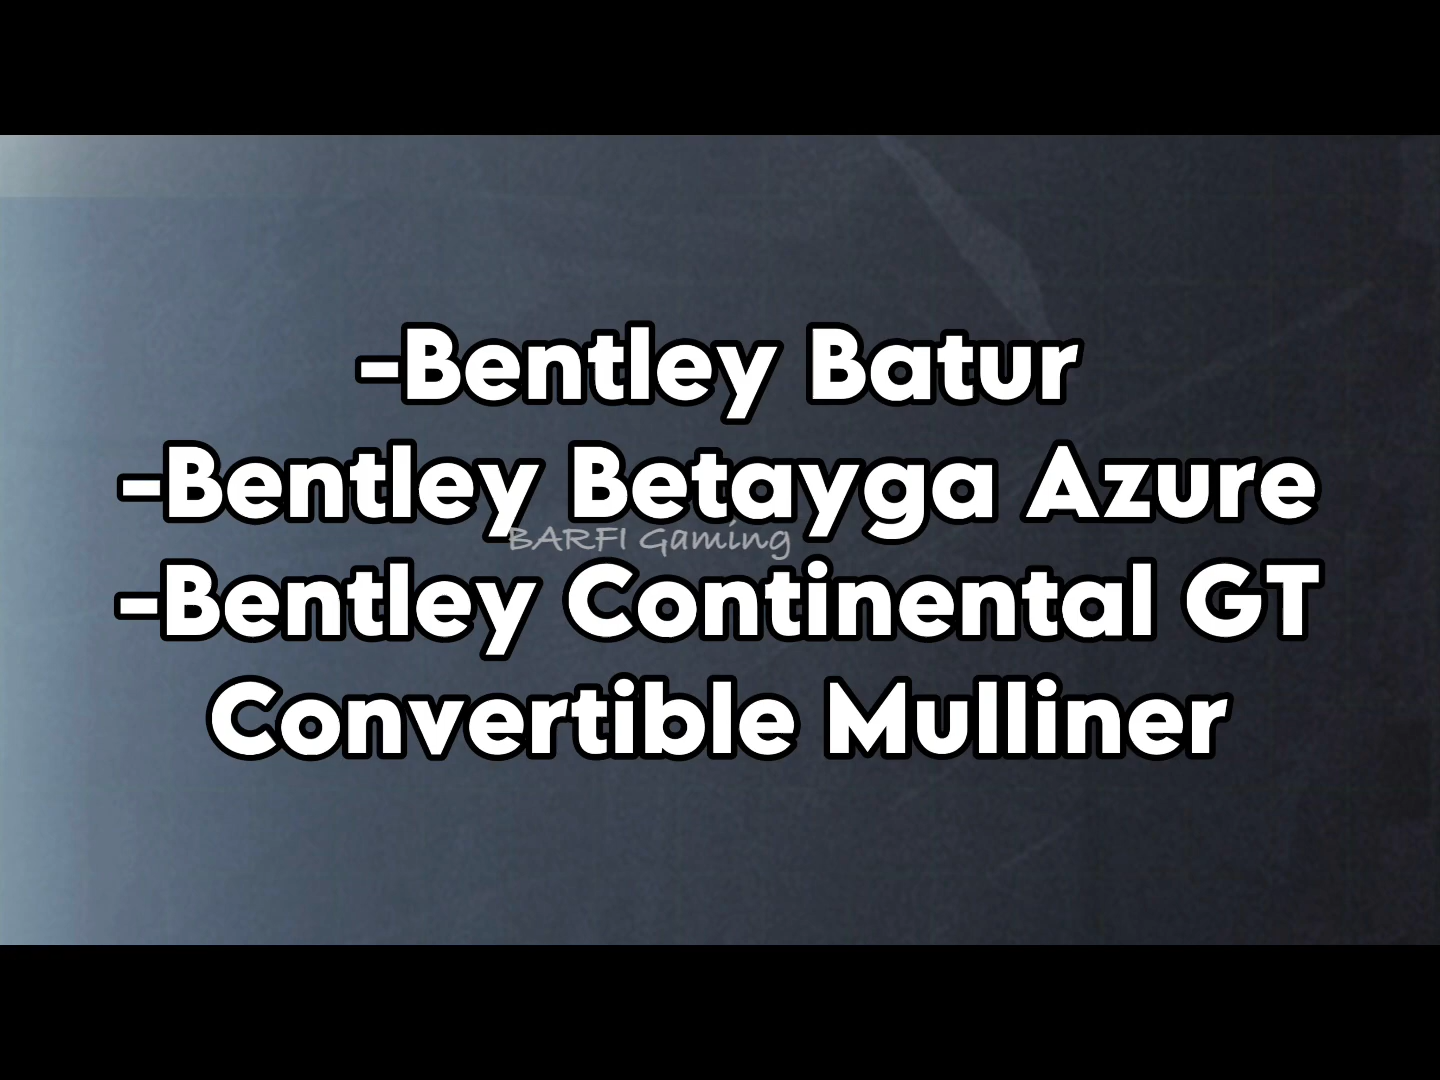 -Bentley Batur
-Bentley Betayga Azure
BARFI Gaming
-Bentley Continental GT
Convertible Mulliner